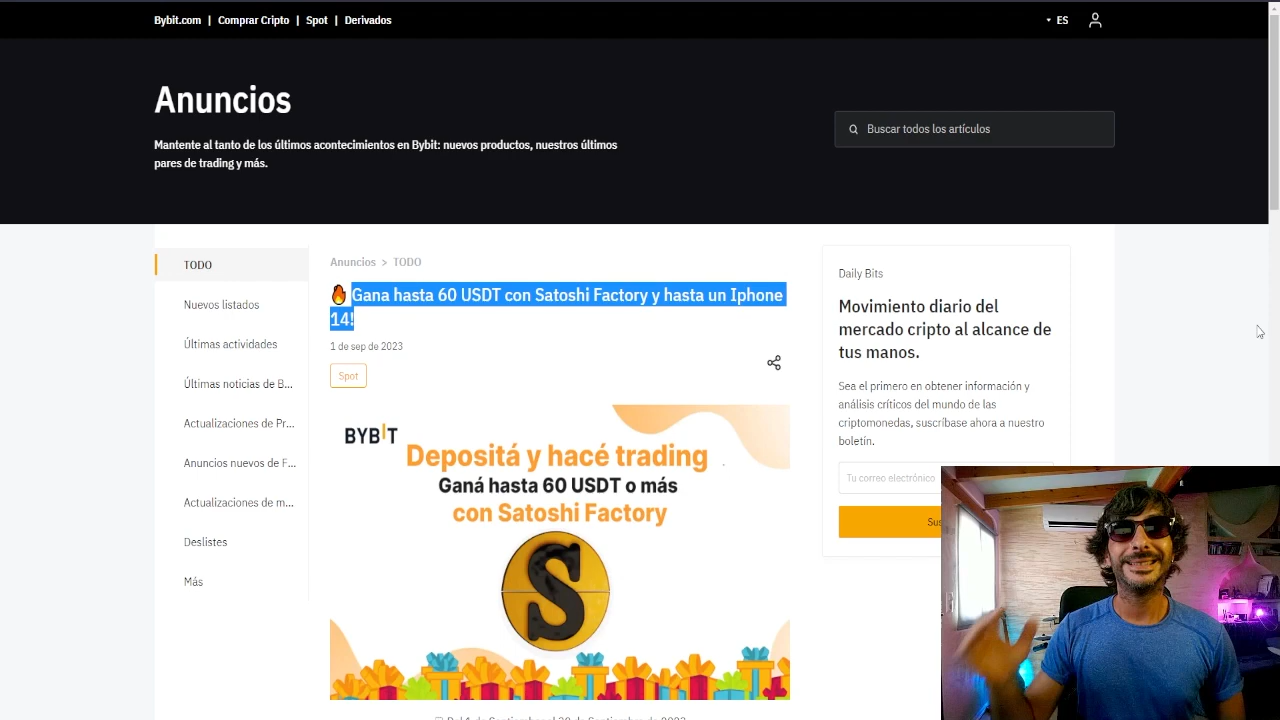 Bybit.com | Comprar Cripto | Spot | Derivados
ES
Anuncios
Mantente al tanto de los últimos acontecimientos en Bybit: nuevos productos, nuestros últimos
pares de trading y más.
Buscar todos los artículos
TODO
Nuevos listados
Últimas actividades
Últimas noticias de B...
Actualizaciones de Pr...
Anuncios nuevos de F...
Actualizaciones de m...
Deslistes
Más
Anuncios > TODO
🔥Gana hasta 60 USDT con Satoshi Factory y hasta un Iphone
14!
1 de sep de 2023
Spot
BYBIT
Depositá y hacé trading
Ganá hasta 60 USDT o más
con Satoshi Factory
S
Daily Bits
Movimiento diario del
mercado cripto al alcance de
tus manos.
Sea el primero en obtener información y
análisis críticos del mundo de las
criptomonedas, suscríbase ahora a nuestro
boletín.
Tu correo electrónico